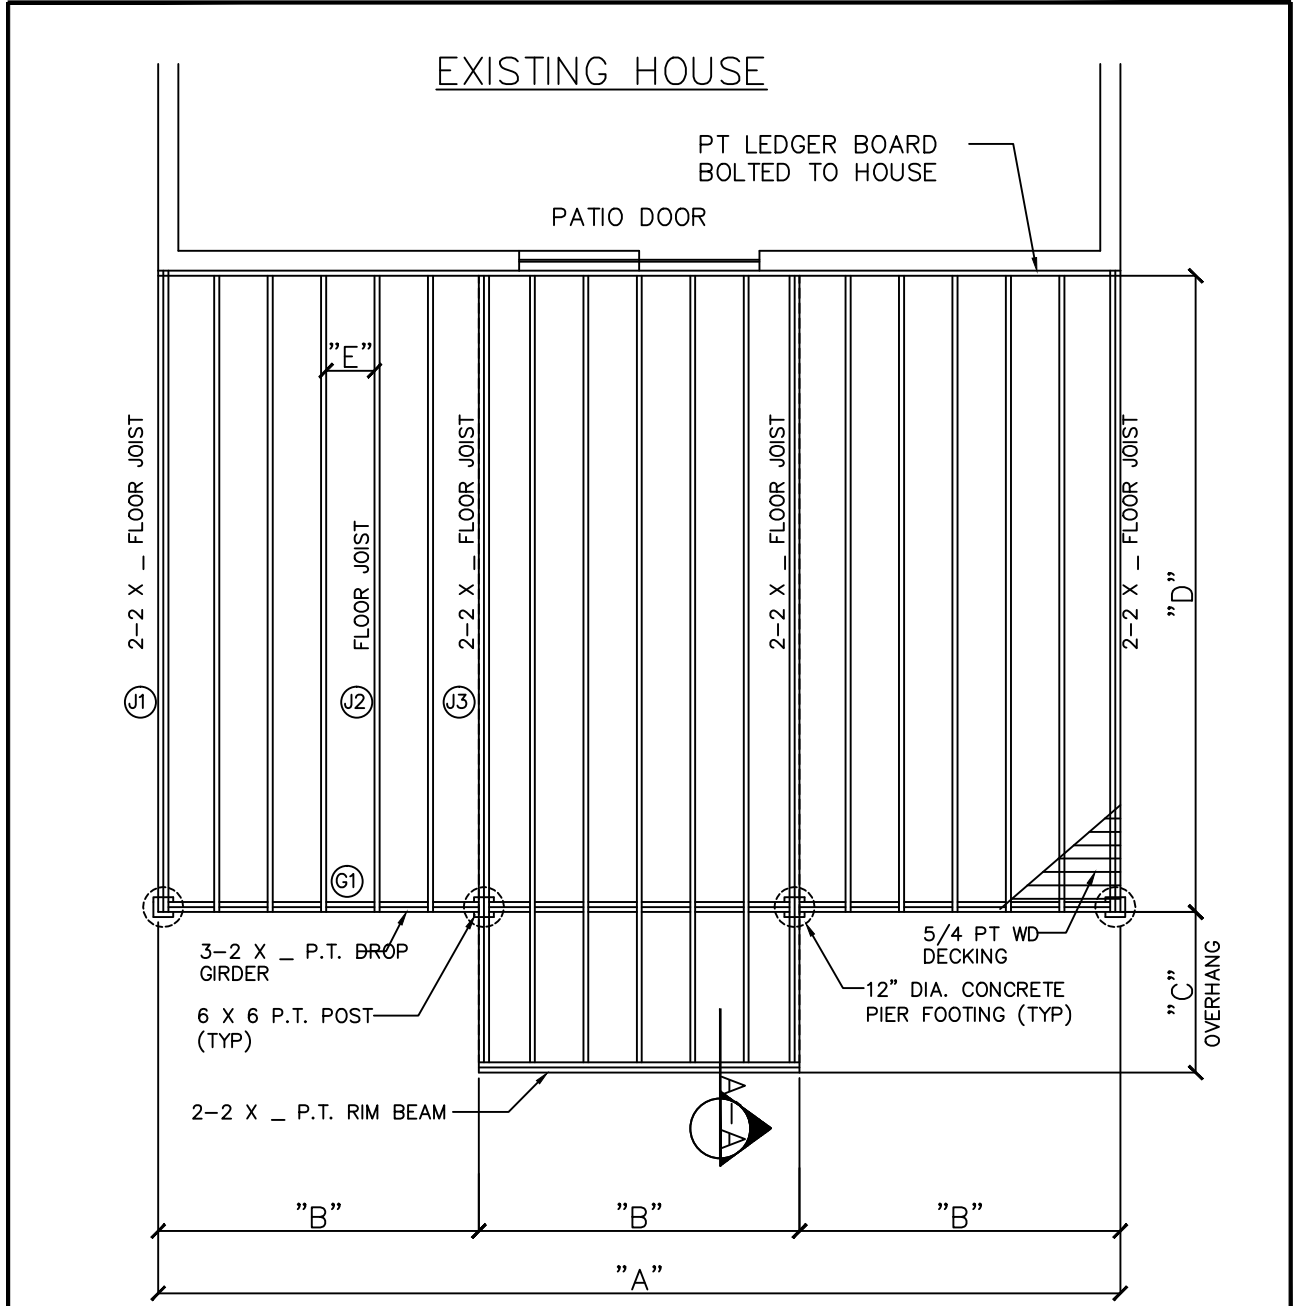 EXISTING HOUSE
PT LEDGER BOARD
BOLTED TO HOUSE
PATIO DOOR
"E"
2-2 X _ FLOOR JOIST
FLOOR JOIST
2-2 X _ FLOOR JOIST
2-2 X _ FLOOR JOIST
2-2 X _ FLOOR JOIST
"D"
J1
J2
J3
G1
3-2 X _ P.T. DROP
GIRDER
5/4 PT WD
DECKING
"C"
OVERHANG
6 X 6 P.T. POST
(TYP)
12" DIA. CONCRETE
PIER FOOTING (TYP)
2-2 X _ P.T. RIM BEAM
A-A
"B"
"B"
"B"
"A"